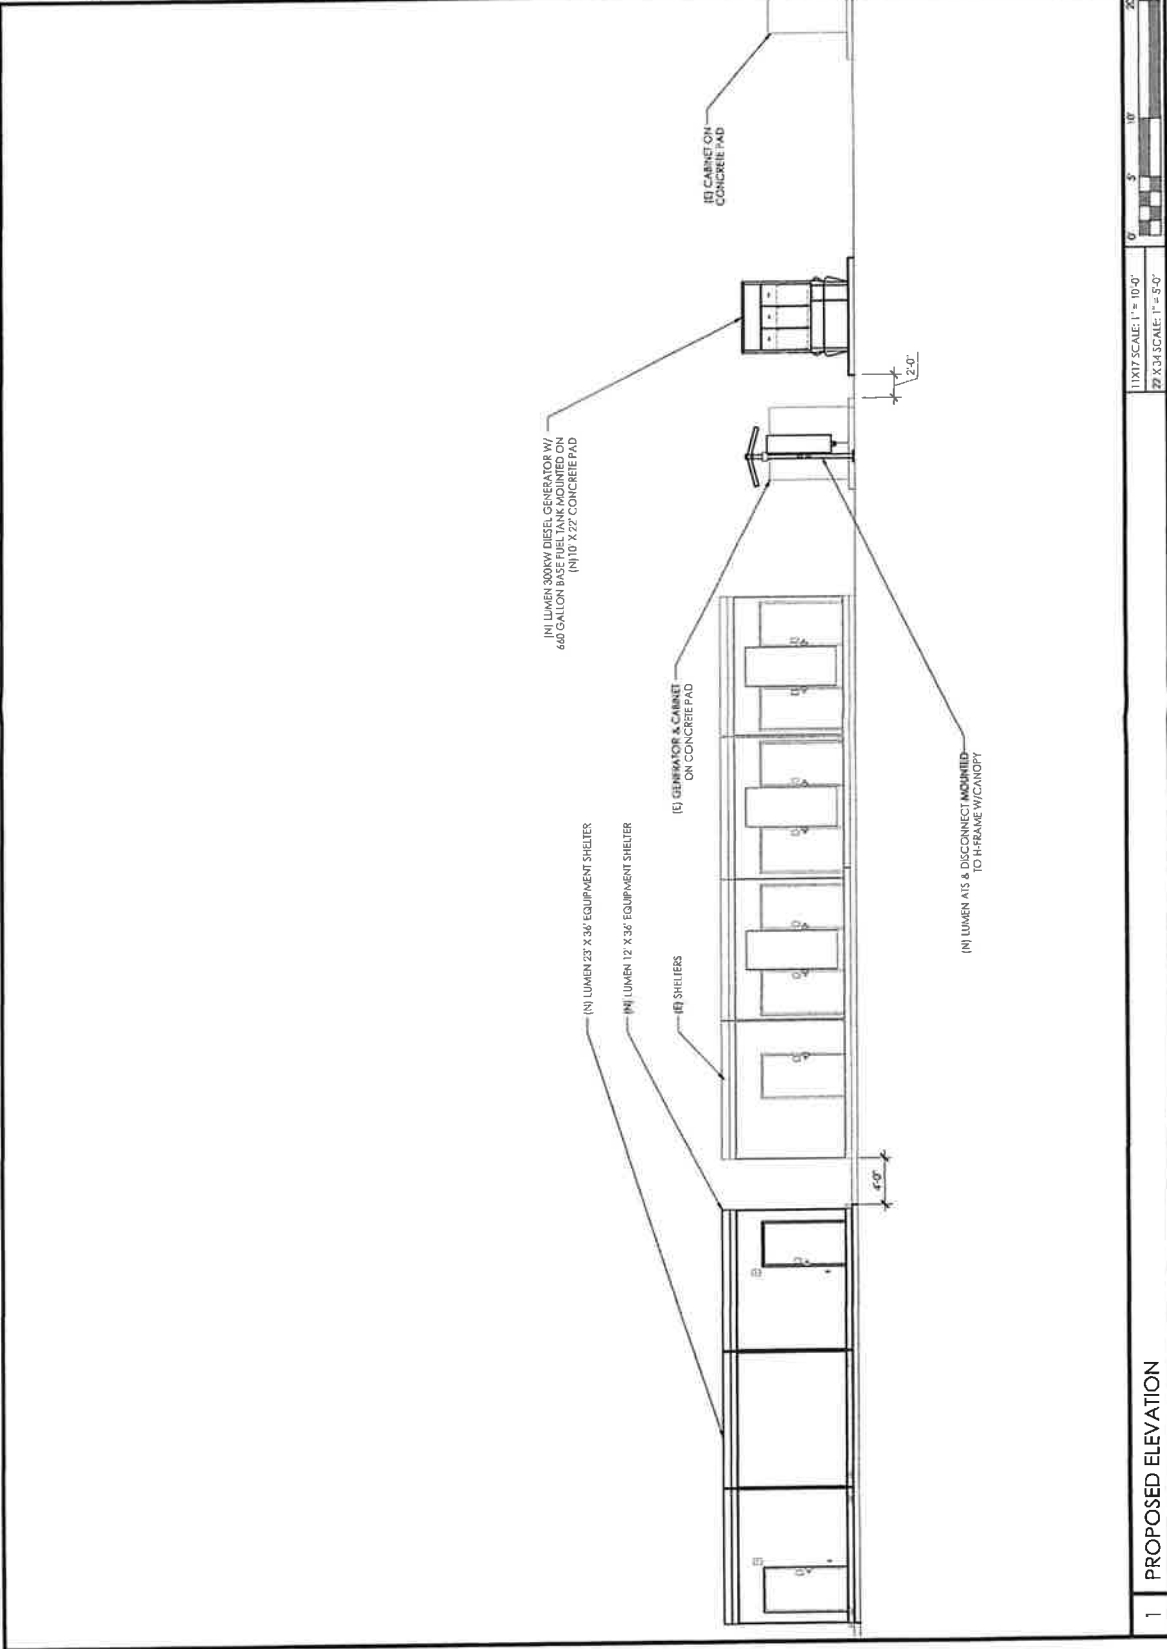 (N) LUMEN 300KW DIESEL GENERATOR W/
660 GALLON BASE FUEL TANK MOUNTED ON
(N) 10' X 22' CONCRETE PAD
(N) LUMEN 23' X 36' EQUIPMENT SHELTER
(N) LUMEN 12' X 36' EQUIPMENT SHELTER
(E) SHELTERS
(E) GENERATOR & CABINET
ON CONCRETE PAD
(E) CABINET ON
CONCRETE PAD
4'-0"
2'-0"
(N) LUMEN ATS & DISCONNECT MOUNTED
TO H-FRAME W/CANOPY
1 PROPOSED ELEVATION
11X17 SCALE: 1" = 10'-0"
22 X 34 SCALE: 1" = 5'-0"
0' 5' 10' 20